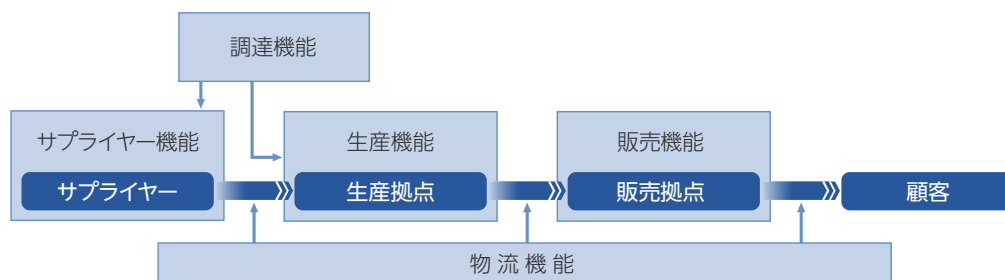 調達機能
サプライヤー機能
生産機能
販売機能
サプライヤー
生産拠点
販売拠点
顧客
物流機能